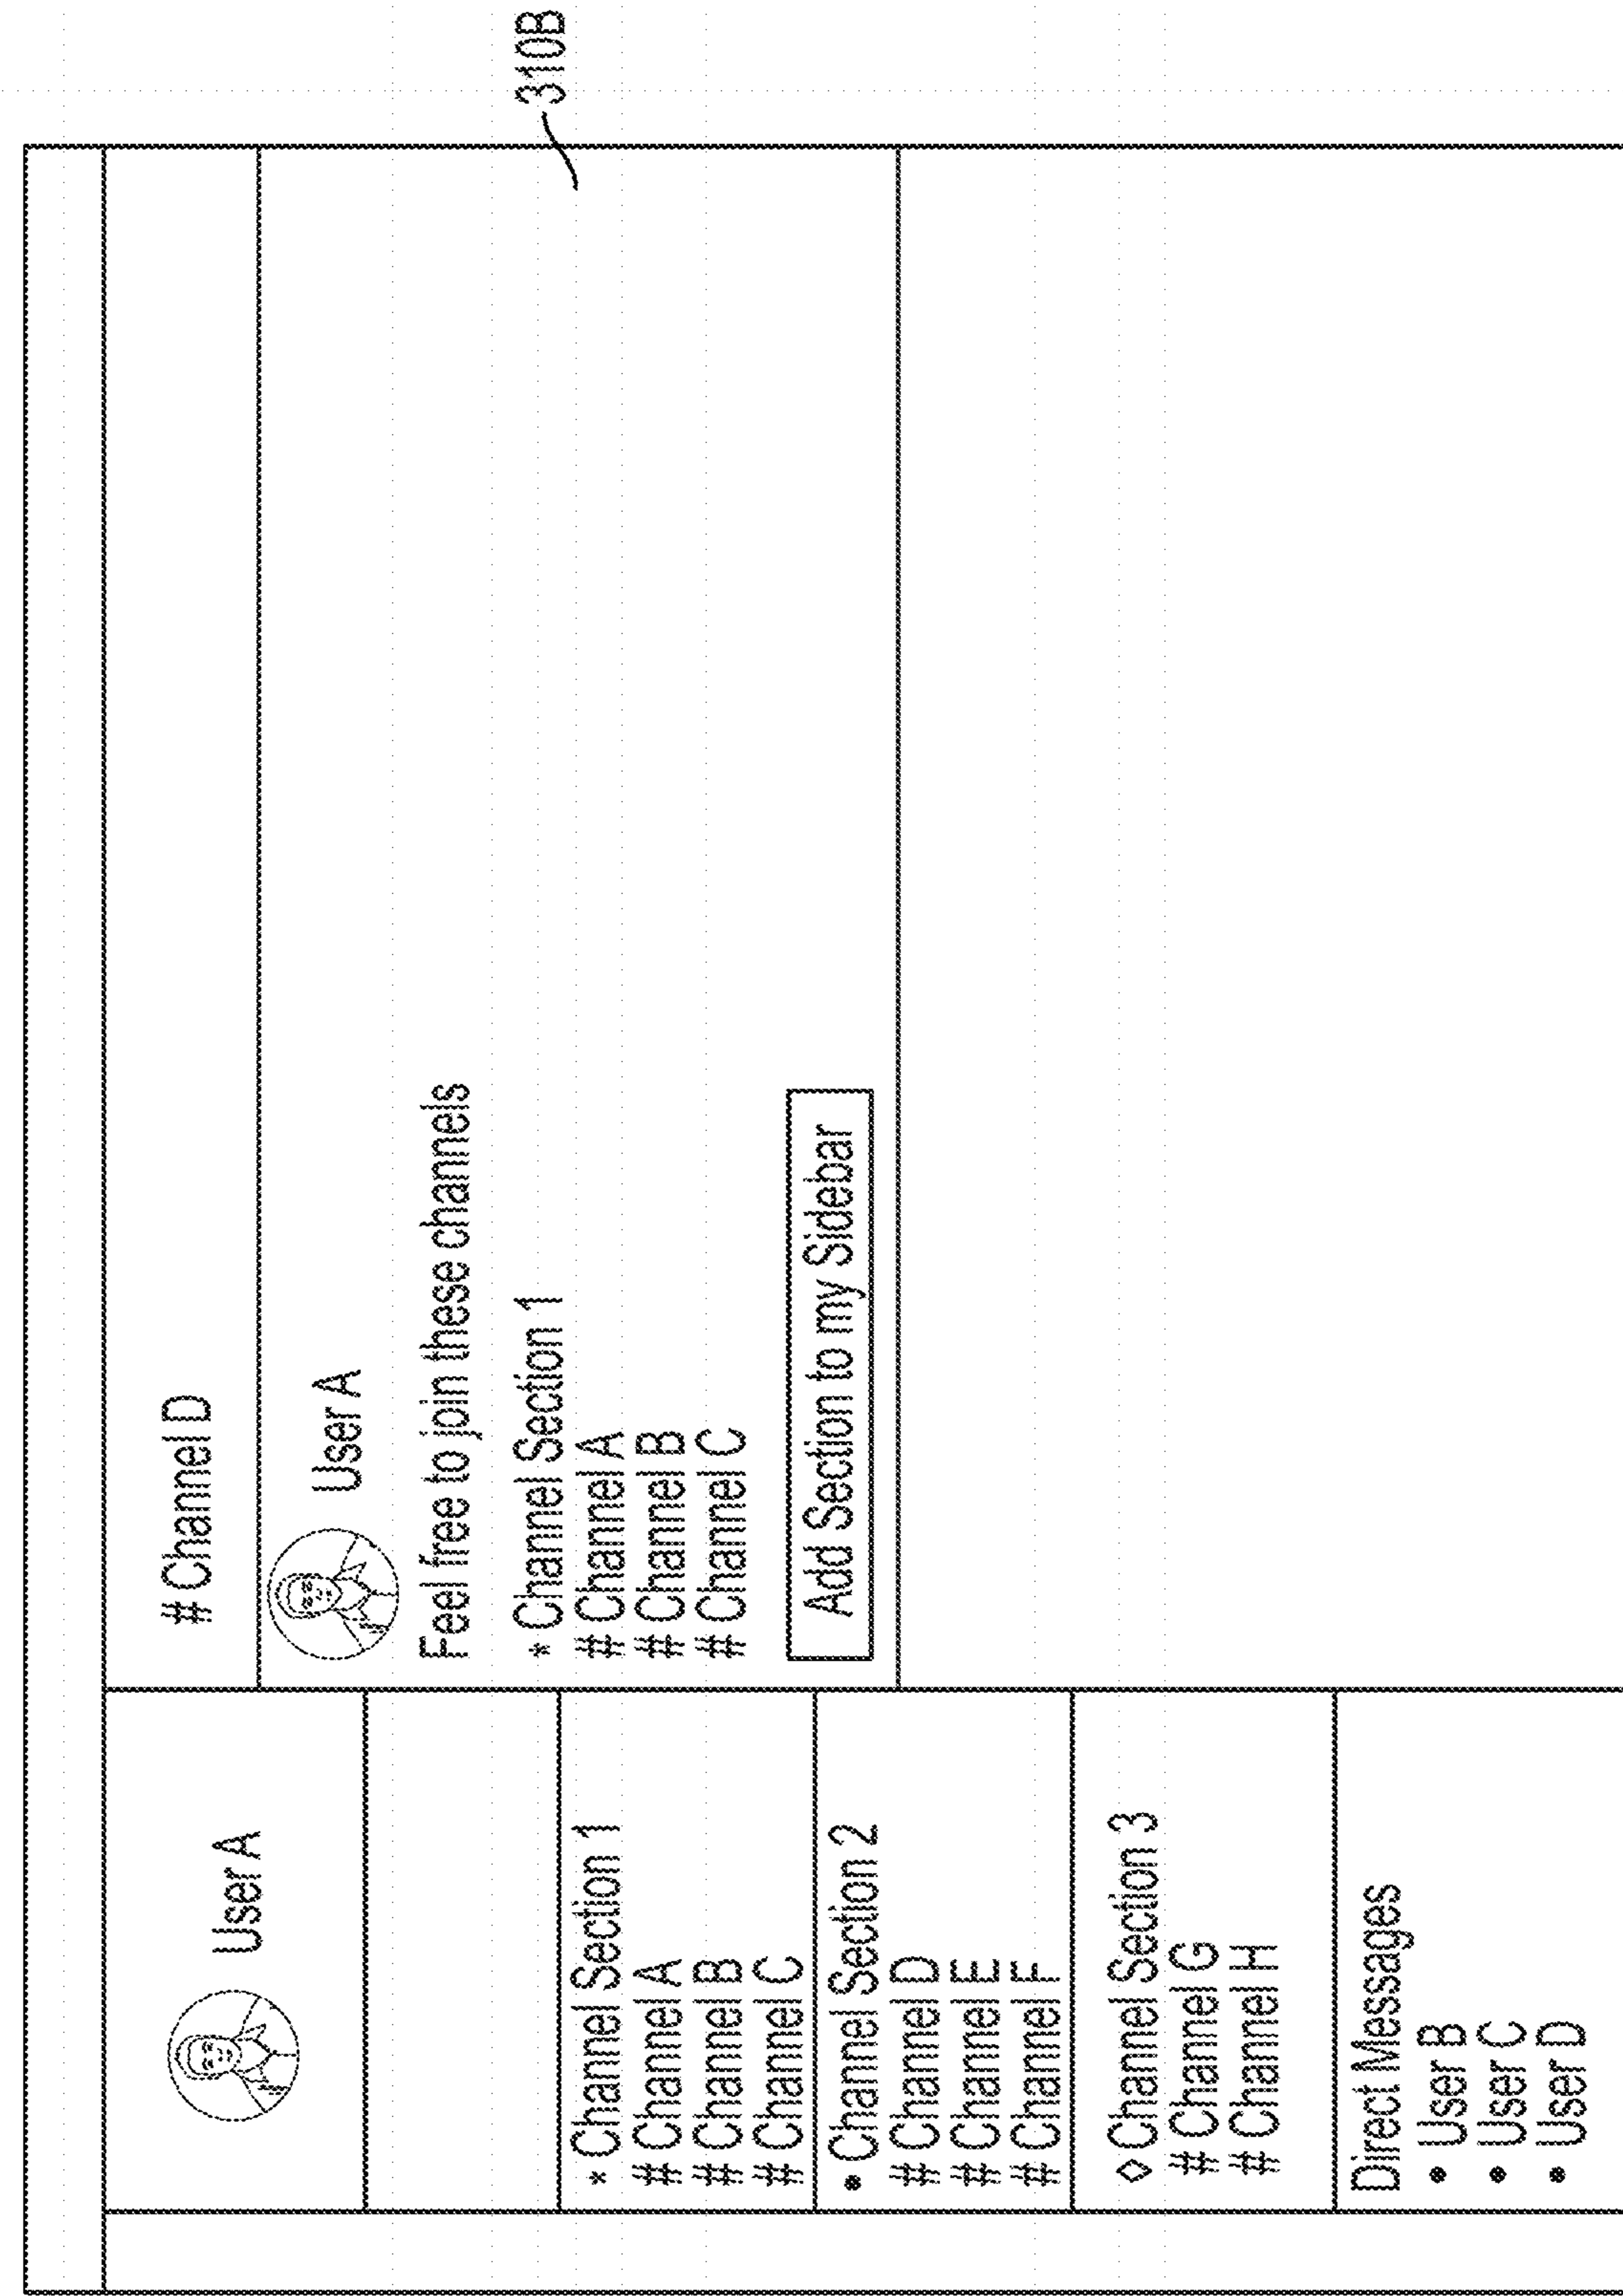 User A
* Channel Section 1
# Channel A
# Channel B
# Channel C
• Channel Section 2
# Channel D
# Channel E
# Channel F
◊ Channel Section 3
# Channel G
# Channel H
Direct Messages
• User B
• User C
• User D
# Channel D
User A
Feel free to join these channels
* Channel Section 1
# Channel A
# Channel B
# Channel C
Add Section to my Sidebar
310B